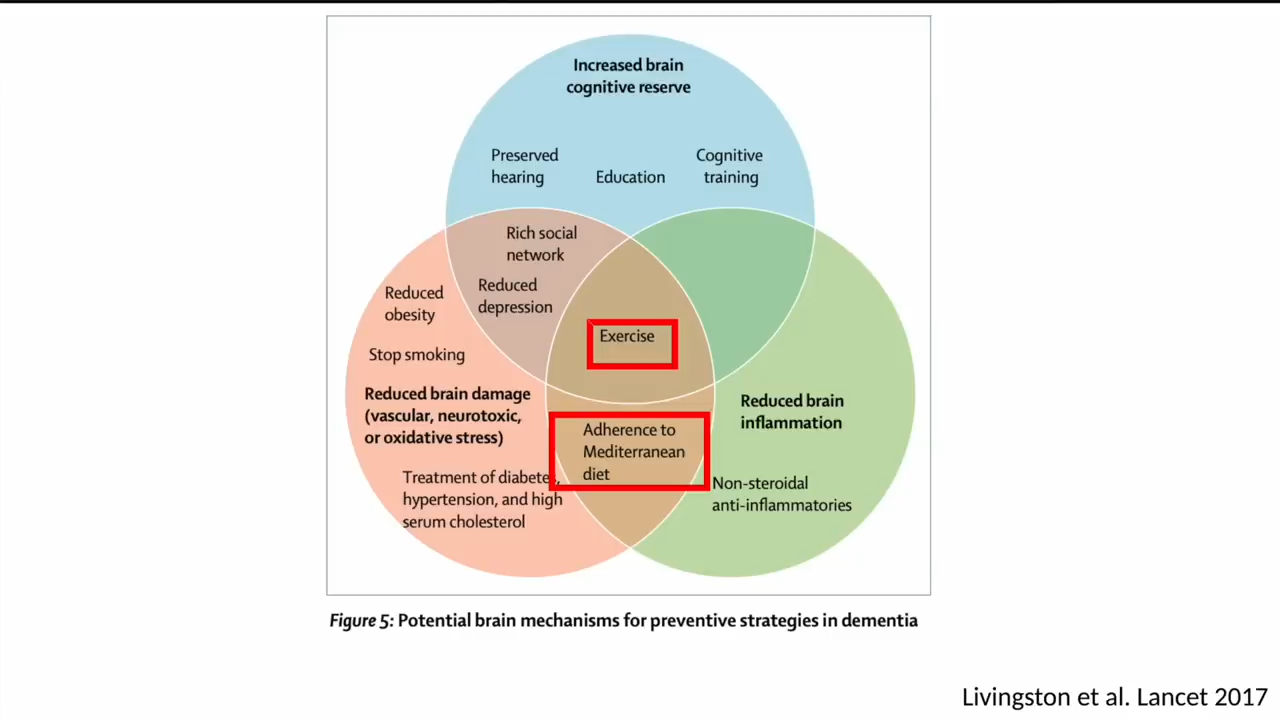 Increased brain
cognitive reserve
Preserved
hearing
Education
Cognitive
training
Rich social
network
Reduced
depression
Reduced
obesity
Stop smoking
Exercise
Reduced brain damage
(vascular, neurotoxic,
or oxidative stress)
Reduced brain
inflammation
Adherence to
Mediterranean
diet
Treatment of diabetes,
hypertension, and high
serum cholesterol
Non-steroidal
anti-inflammatories
Figure 5: Potential brain mechanisms for preventive strategies in dementia
Livingston et al. Lancet 2017